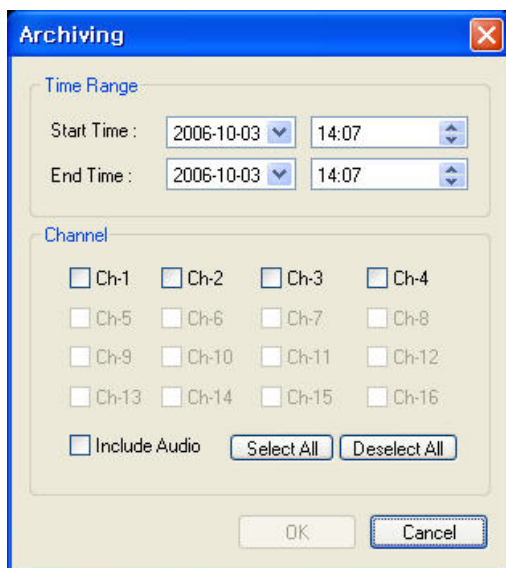 Archiving
Time Range
Start Time : 2006-10-03 14:07
End Time : 2006-10-03 14:07
Channel
Ch-1 Ch-2 Ch-3 Ch-4
Ch-5 Ch-6 Ch-7 Ch-8
Ch-9 Ch-10 Ch-11 Ch-12
Ch-13 Ch-14 Ch-15 Ch-16
Include Audio Select All Deselect All
OK Cancel